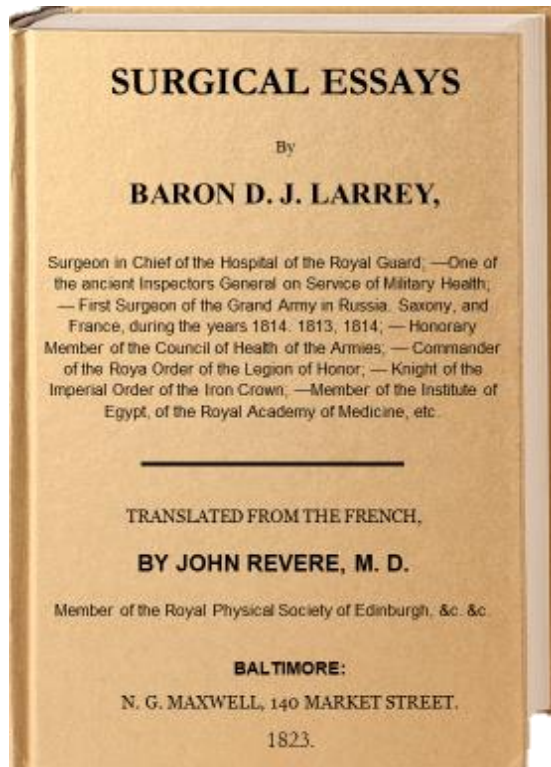 SURGICAL ESSAYS
By
BARON D. J. LARREY,
Surgeon in Chief of the Hospital of the Royal Guard; —One of
the ancient Inspectors General on Service of Military Health;
— First Surgeon of the Grand Army in Russia. Saxony, and
France, during the years 1814. 1813, 1814; — Honorary
Member of the Council of Health of the Armies; — Commander
of the Roya Order of the Legion of Honor; — Knight of the
Imperial Order of the Iron Crown; —Member of the Institute of
Egypt, of the Royal Academy of Medicine, etc.
TRANSLATED FROM THE FRENCH,
BY JOHN REVERE, M. D.
Member of the Royal Physical Society of Edinburgh, &c. &c.
BALTIMORE:
N. G. MAXWELL, 140 MARKET STREET.
1823.